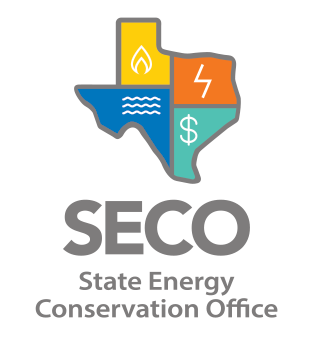 $
SECO
State Energy
Conservation Office